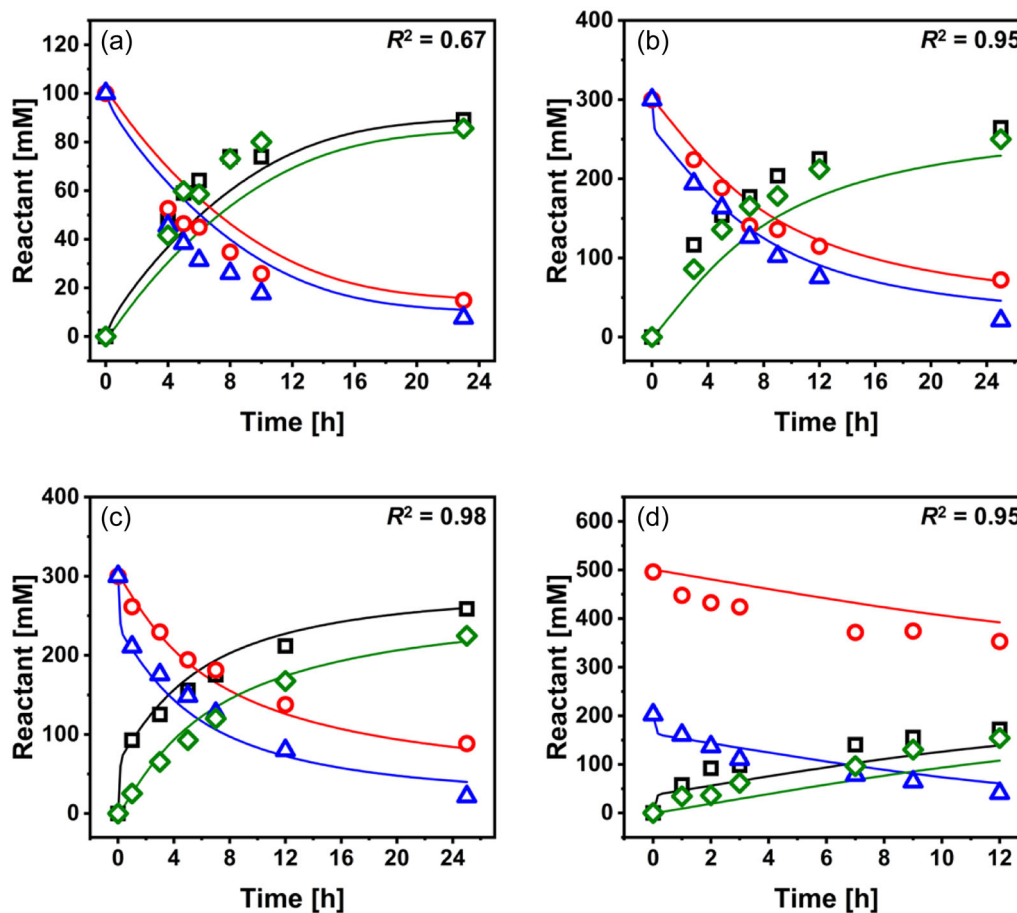 (a)
R² = 0.67
Reactant [mM]
120
100
80
60
40
20
0
0 4 8 12 16 20 24
Time [h]
(b)
R² = 0.95
Reactant [mM]
400
300
200
100
0
0 4 8 12 16 20 24
Time [h]
(c)
R² = 0.98
Reactant [mM]
400
300
200
100
0
0 4 8 12 16 20 24
Time [h]
(d)
R² = 0.95
Reactant [mM]
600
500
400
300
200
100
0
0 2 4 6 8 10 12
Time [h]